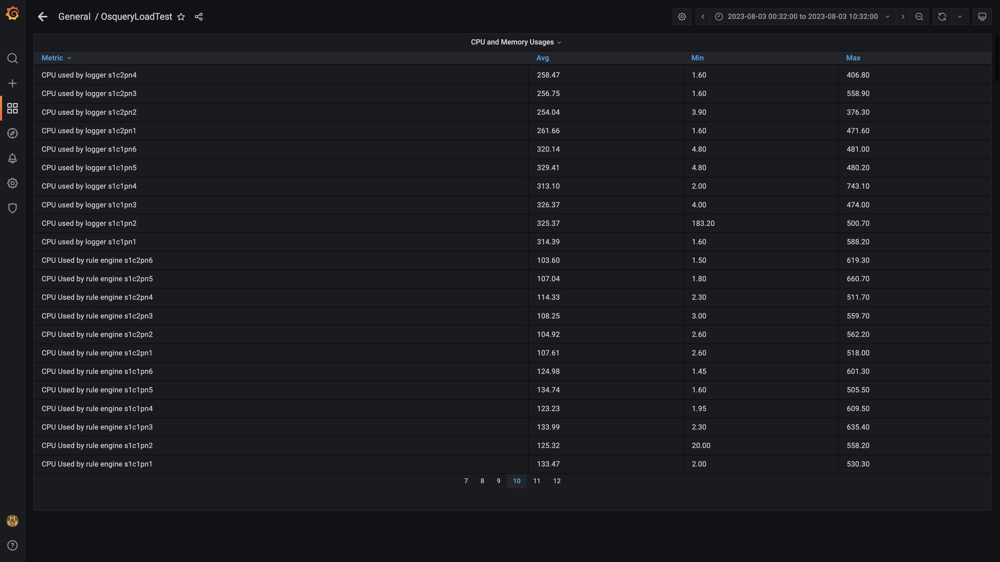 General / OsqueryLoadTest
2023-08-03 00:32:00 to 2023-08-03 10:32:00
CPU and Memory Usages
Metric Avg Min Max
CPU used by logger s1c2pn4 258.47 1.60 406.80
CPU used by logger s1c2pn3 256.75 1.60 558.90
CPU used by logger s1c2pn2 254.04 3.90 376.30
CPU used by logger s1c2pn1 261.66 1.60 471.60
CPU used by logger s1c1pn6 320.14 4.80 481.00
CPU used by logger s1c1pn5 329.41 4.80 480.20
CPU used by logger s1c1pn4 313.10 2.00 743.10
CPU used by logger s1c1pn3 326.37 4.00 474.00
CPU used by logger s1c1pn2 325.37 183.20 500.70
CPU used by logger s1c1pn1 314.39 1.60 588.20
CPU Used by rule engine s1c2pn6 103.60 1.50 619.30
CPU Used by rule engine s1c2pn5 107.04 1.80 660.70
CPU Used by rule engine s1c2pn4 114.33 2.30 511.70
CPU Used by rule engine s1c2pn3 108.25 3.00 559.70
CPU Used by rule engine s1c2pn2 104.92 2.60 562.20
CPU Used by rule engine s1c2pn1 107.61 2.60 518.00
CPU Used by rule engine s1c1pn6 124.98 1.45 601.30
CPU Used by rule engine s1c1pn5 134.74 1.60 505.50
CPU Used by rule engine s1c1pn4 123.23 1.95 609.50
CPU Used by rule engine s1c1pn3 133.99 2.30 635.40
CPU Used by rule engine s1c1pn2 125.32 20.00 558.20
CPU Used by rule engine s1c1pn1 133.47 2.00 530.30
7 8 9 10 11 12